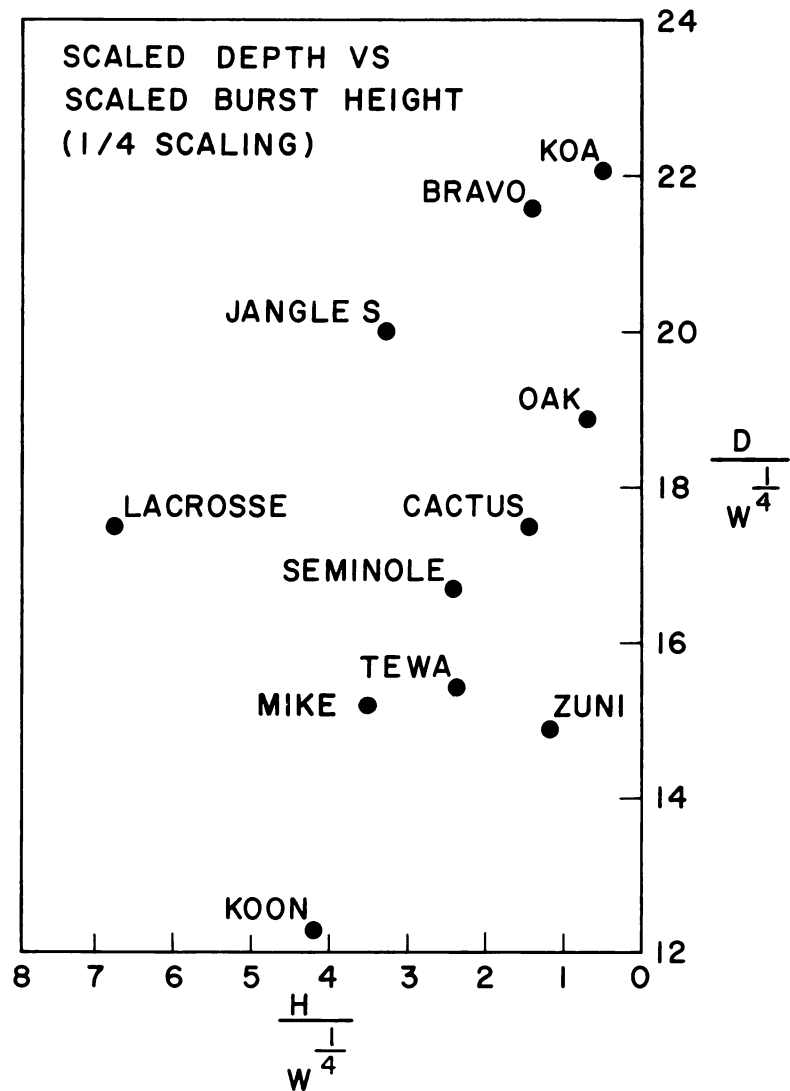 SCALED DEPTH VS
SCALED BURST HEIGHT
(1/4 SCALING)
24
KOA
22
BRAVO
JANGLE S
20
OAK
D
W 1/4
LACROSSE
CACTUS
18
SEMINOLE
16
TEWA
MIKE
ZUNI
14
KOON
12
8 7 6 5 4 3 2 1 0
H
W 1/4